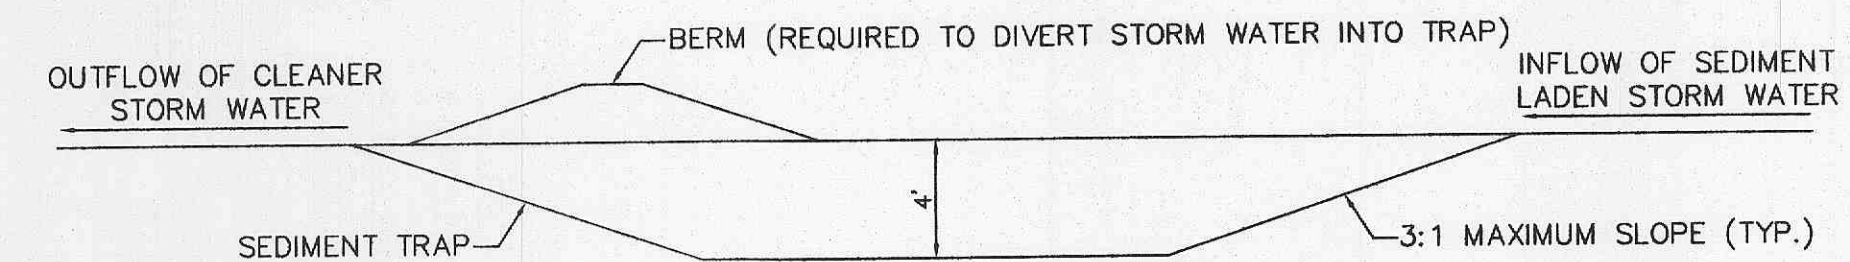 BERM (REQUIRED TO DIVERT STORM WATER INTO TRAP)
OUTFLOW OF CLEANER
STORM WATER
INFLOW OF SEDIMENT
LADEN STORM WATER
4'
SEDIMENT TRAP
3:1 MAXIMUM SLOPE (TYP.)